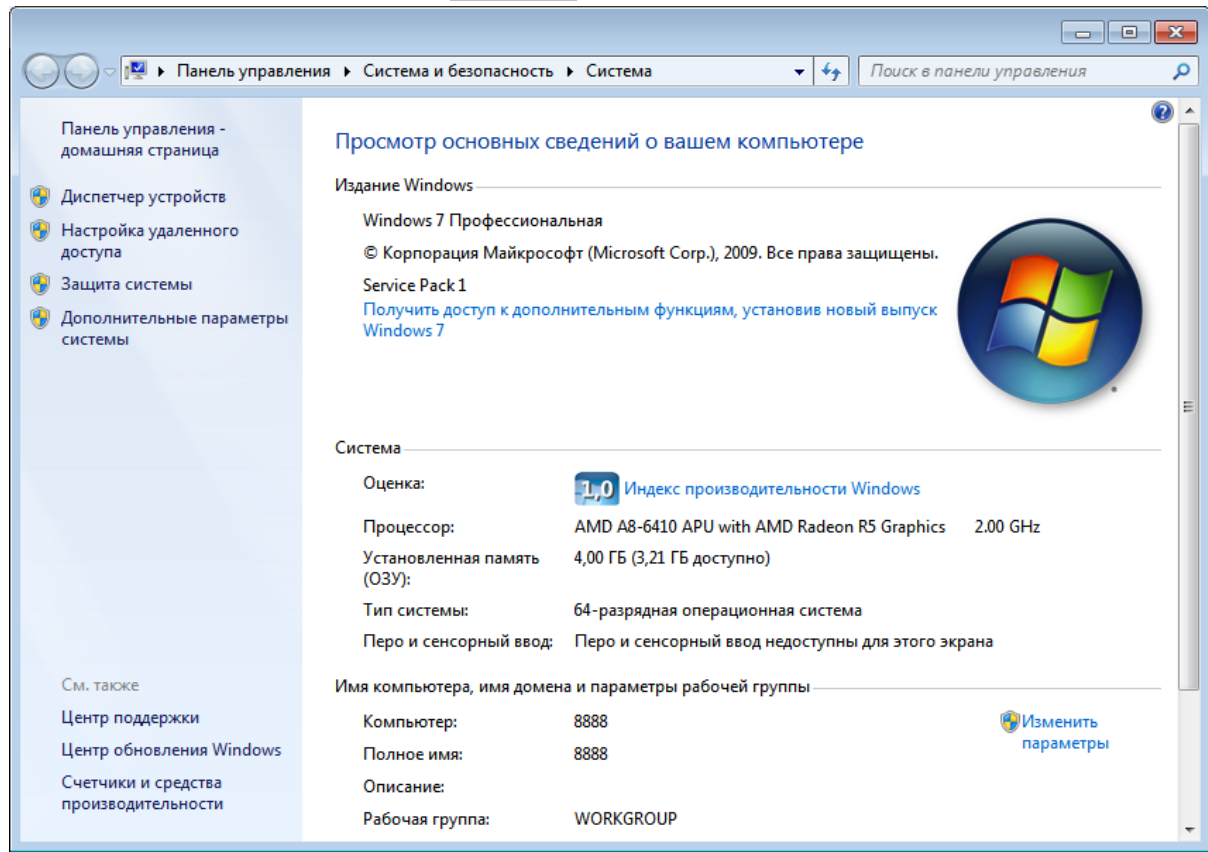 Панель управления ▸ Система и безопасность ▸ Система
Поиск в панели управления
Панель управления -
домашняя страница
Диспетчер устройств
Настройка удаленного
доступа
Защита системы
Дополнительные параметры
системы
Просмотр основных сведений о вашем компьютере
Издание Windows
Windows 7 Профессиональная
© Корпорация Майкрософт (Microsoft Corp.), 2009. Все права защищены.
Service Pack 1
Получить доступ к дополнительным функциям, установив новый выпуск
Windows 7
Система
Оценка: 1,0 Индекс производительности Windows
Процессор: AMD A8-6410 APU with AMD Radeon R5 Graphics 2.00 GHz
Установленная память 4,00 ГБ (3,21 ГБ доступно)
(ОЗУ):
Тип системы: 64-разрядная операционная система
Перо и сенсорный ввод: Перо и сенсорный ввод недоступны для этого экрана
Имя компьютера, имя домена и параметры рабочей группы
Компьютер: 8888
Изменить
параметры
Полное имя: 8888
Описание:
Рабочая группа: WORKGROUP
См. также
Центр поддержки
Центр обновления Windows
Счетчики и средства
производительности